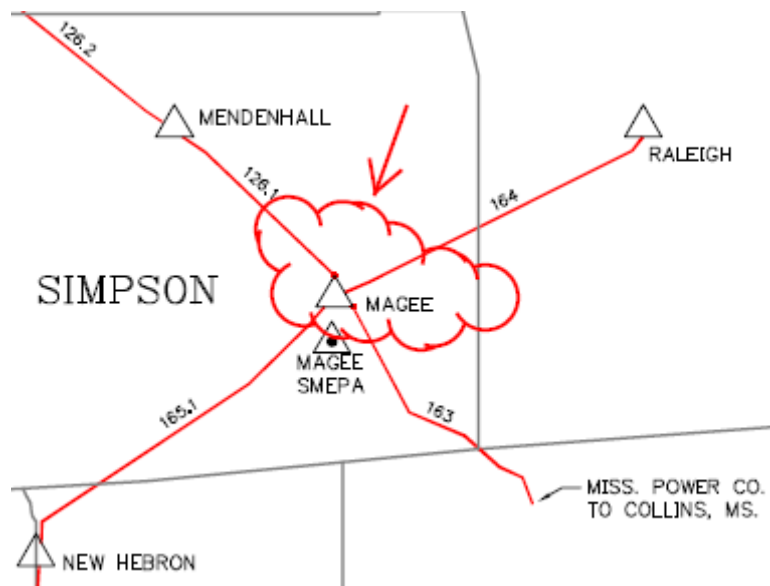 126.2
MENDENHALL
RALEIGH
126.1
164
SIMPSON
MAGEE
MAGEE
SMEPA
165.1
163
MISS. POWER CO.
TO COLLINS, MS.
NEW HEBRON